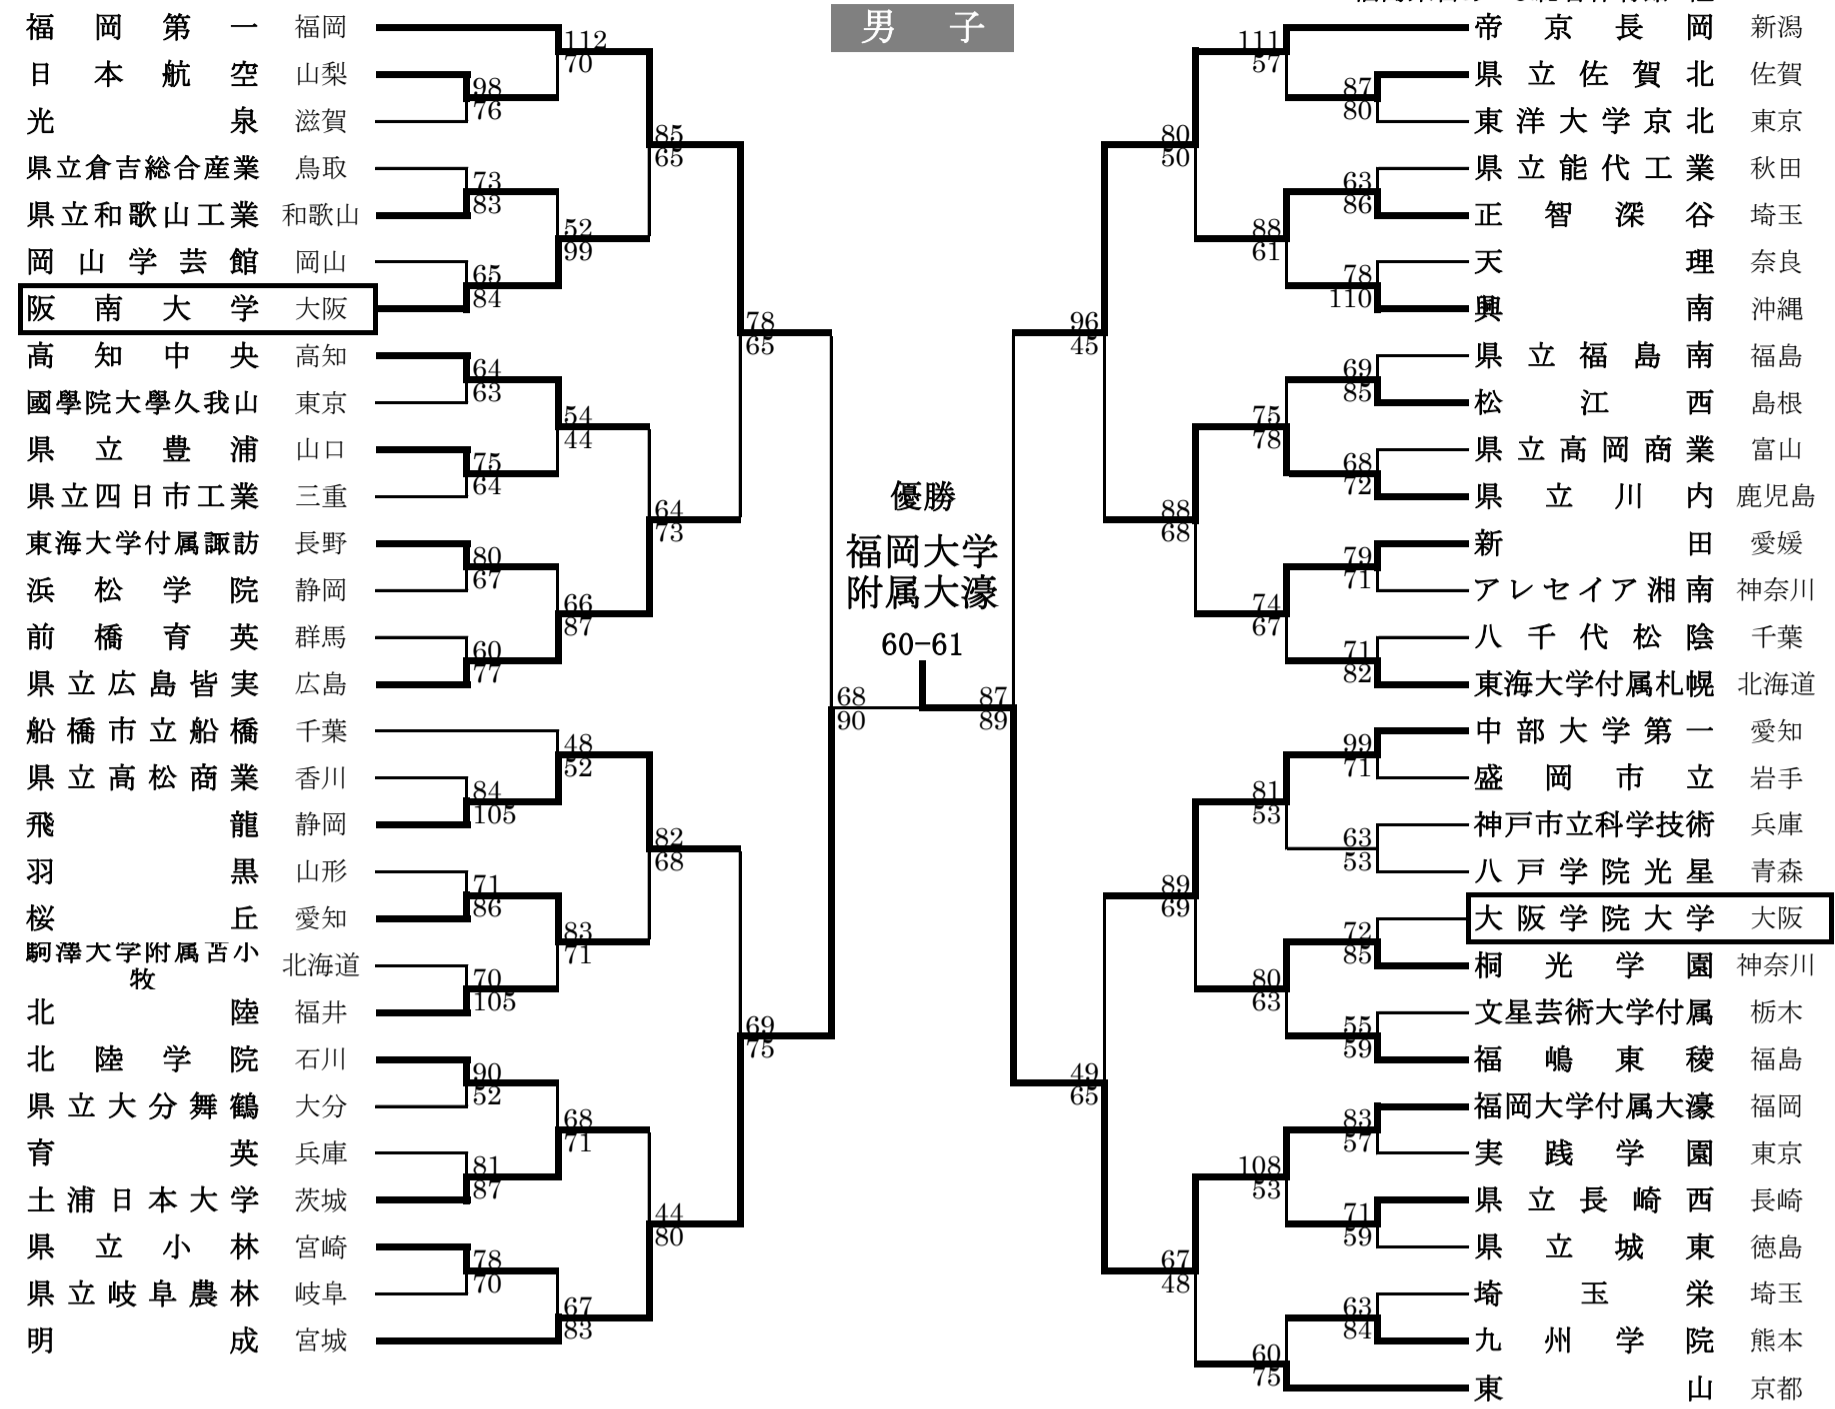 男 子
福岡第一 福岡
日本航空 山梨
光泉 滋賀
県立倉吉総合産業 鳥取
県立和歌山工業 和歌山
岡山学芸館 岡山
阪南大学 大阪
高知中央 高知
國學院大學久我山 東京
県立豊浦 山口
県立四日市工業 三重
東海大学付属諏訪 長野
浜松学院 静岡
前橋育英 群馬
県立広島皆実 広島
船橋市立船橋 千葉
県立高松商業 香川
飛龍 静岡
羽黒 山形
桜丘 愛知
駒澤大学附属苫小
牧 北海道
北陸 福井
北陸学院 石川
県立大分舞鶴 大分
育英 兵庫
土浦日本大学 茨城
県立小林 宮崎
県立岐阜農林 岐阜
明成 宮城
98
76
73
83
65
84
64
63
75
64
80
67
60
77
84
105
71
86
70
105
90
52
81
87
78
70
112
70
52
99
54
44
66
87
48
52
83
71
68
71
67
83
85
65
64
73
82
68
44
80
78
65
69
75
68
90
優勝
福岡大学
附属大濠
60-61
87
89
96
45
49
65
80
50
88
68
89
69
67
48
111
57
88
61
75
78
74
67
81
53
80
63
108
53
60
75
87
80
63
86
78
110
69
85
68
72
79
71
71
82
99
71
63
53
72
85
55
59
83
57
71
59
63
84
帝京長岡 新潟
県立佐賀北 佐賀
東洋大学京北 東京
県立能代工業 秋田
正智深谷 埼玉
天理 奈良
興南 沖縄
県立福島南 福島
松江西 島根
県立高岡商業 富山
県立川内 鹿児島
新田 愛媛
アレセイア湘南 神奈川
八千代松陰 千葉
東海大学付属札幌 北海道
中部大学第一 愛知
盛岡市立 岩手
神戸市立科学技術 兵庫
八戸学院光星 青森
大阪学院大学 大阪
桐光学園 神奈川
文星芸術大学付属 栃木
福嶋東稜 福島
福岡大学付属大濠 福岡
実践学園 東京
県立長崎西 長崎
県立城東 徳島
埼玉栄 埼玉
九州学院 熊本
東山 京都